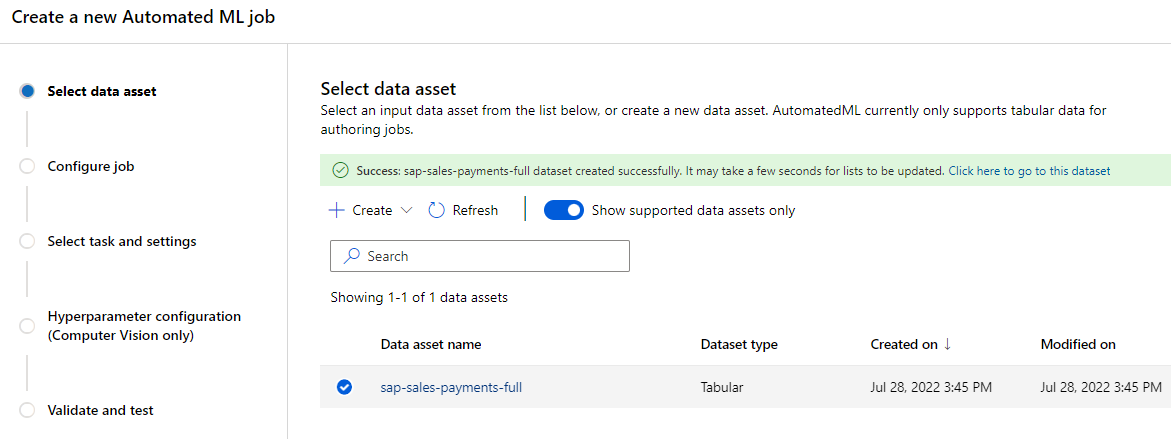 Create a new Automated ML job
Select data asset
Configure job
Select task and settings
Hyperparameter configuration
(Computer Vision only)
Validate and test
Select data asset
Select an input data asset from the list below, or create a new data asset. AutomatedML currently only supports tabular data for
authoring jobs.
Success: sap-sales-payments-full dataset created successfully. It may take a few seconds for lists to be updated. Click here to go to this dataset
Create Refresh Show supported data assets only
Search
Showing 1-1 of 1 data assets
Data asset name Dataset type Created on ↓ Modified on
sap-sales-payments-full Tabular Jul 28, 2022 3:45 PM Jul 28, 2022 3:45 PM